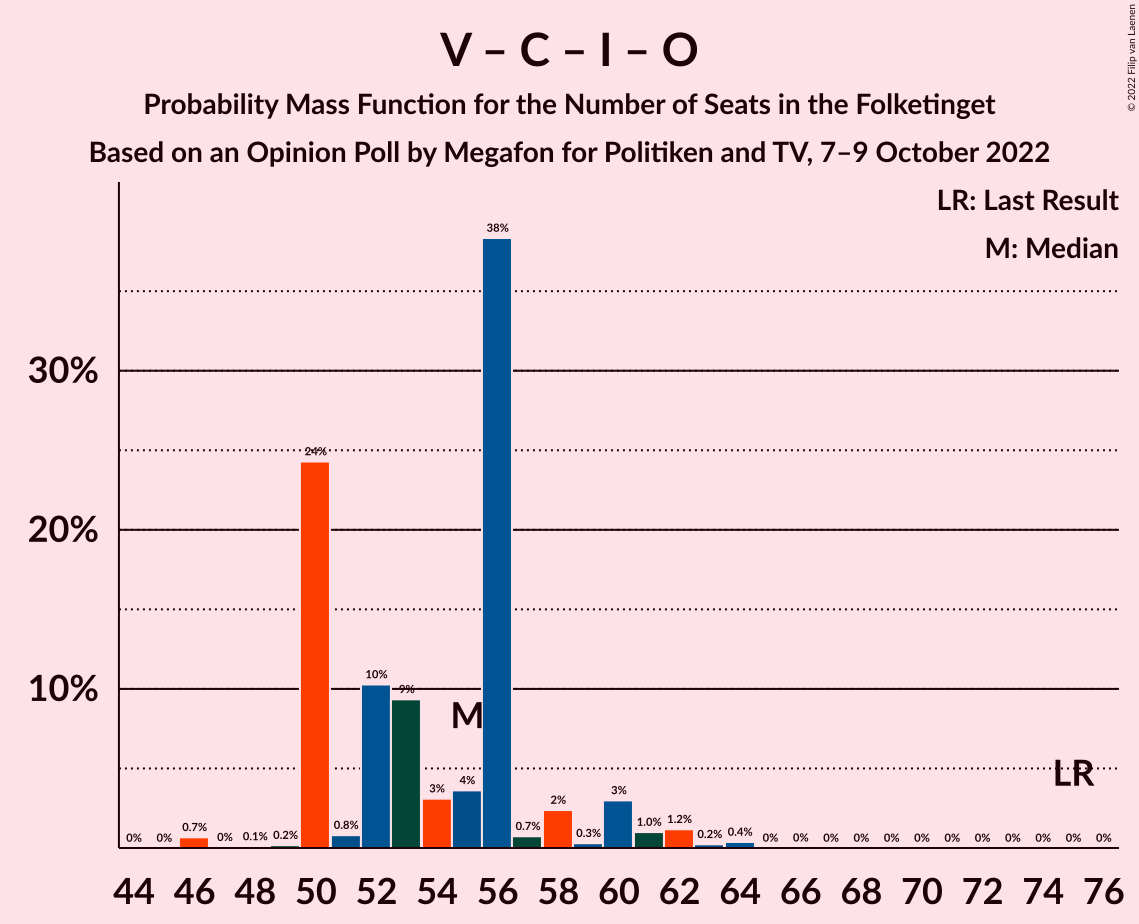 V – C – I – O
Probability Mass Function for the Number of Seats in the Folketinget
Based on an Opinion Poll by Megafon for Politiken and TV, 7–9 October 2022
© 2022 Filip van Laenen
LR: Last Result
M: Median
38%
30%
24%
20%
10%
10%
9%
M
LR
3%
4%
3%
2%
0% 0% 0.7% 0% 0.1% 0.2% 0.8% 0.7% 0.3% 1.0% 1.2% 0.2% 0.4% 0% 0% 0% 0% 0% 0% 0% 0% 0% 0% 0% 0%
44 46 48 50 52 54 56 58 60 62 64 66 68 70 72 74 76